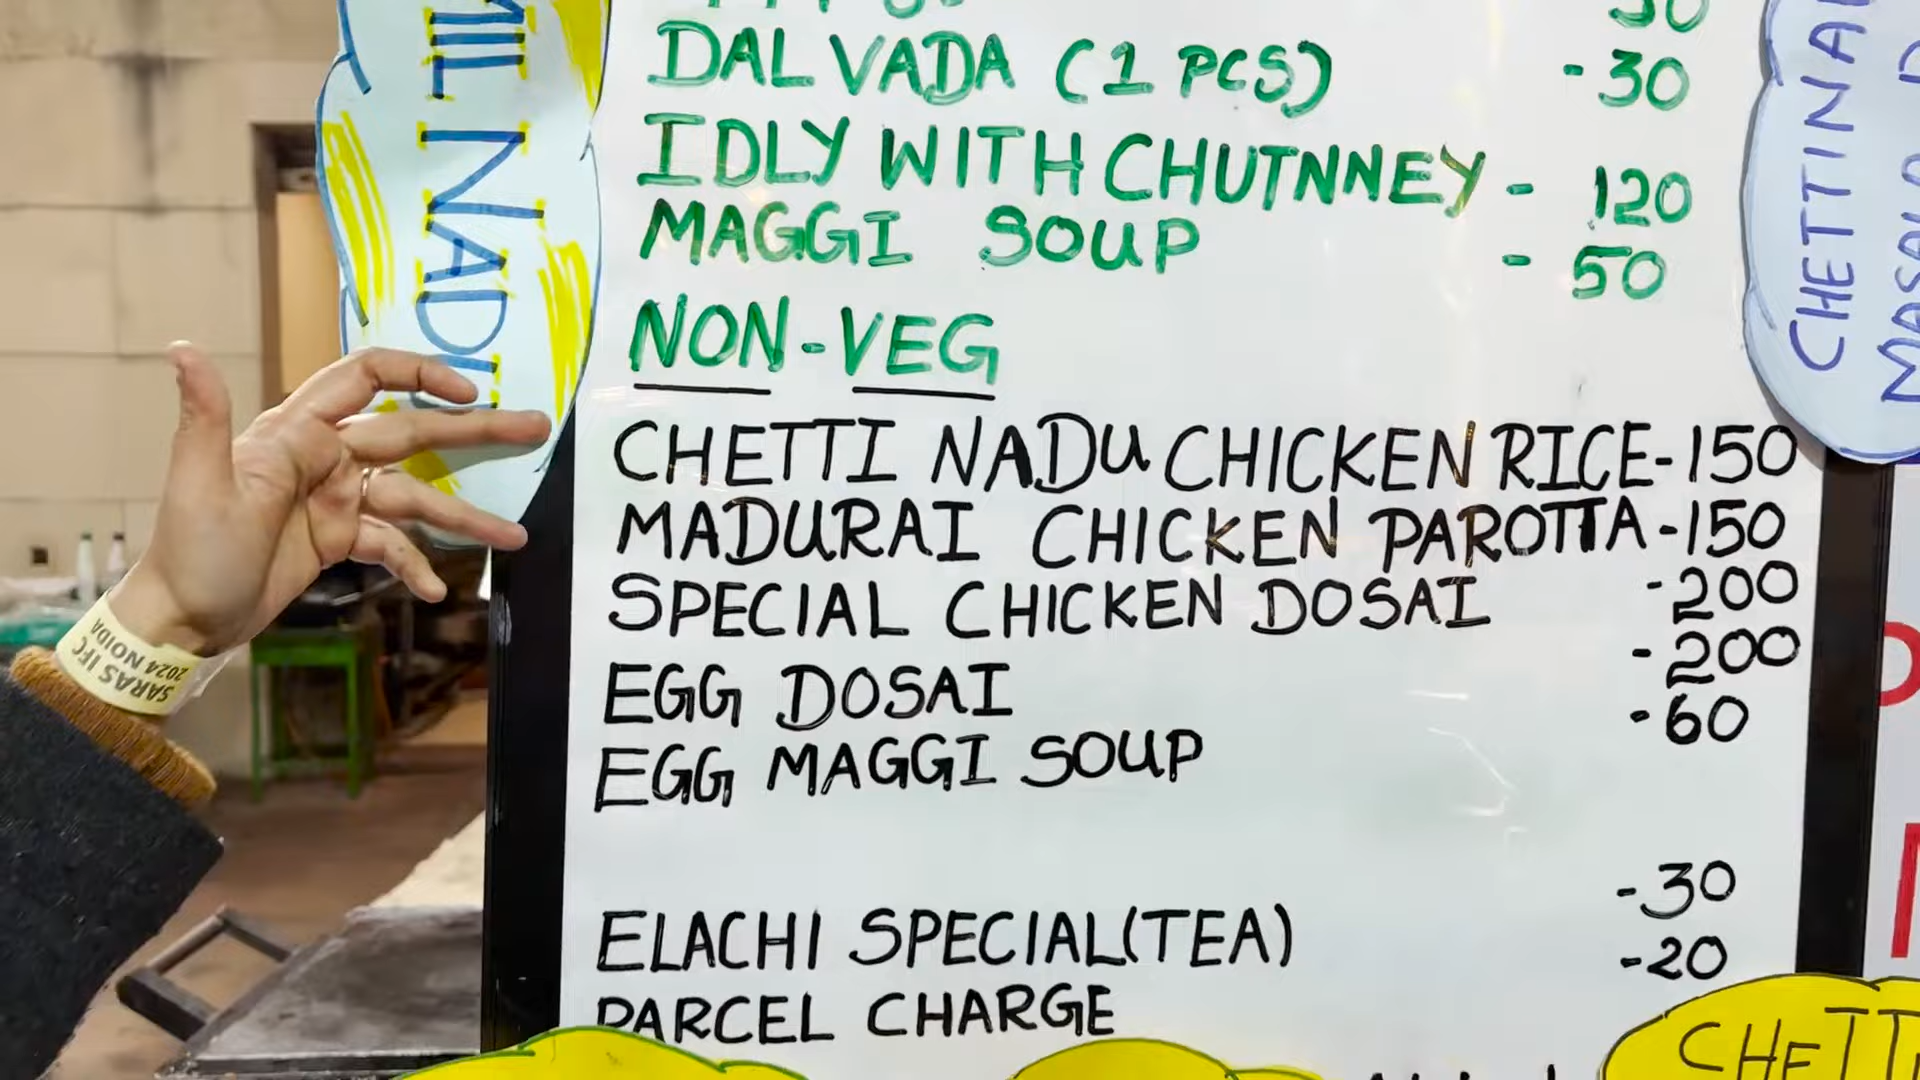 DAL VADA (1 PCS) - 30
IDLY WITH CHUTNNEY - 120
MAGGI SOUP - 50
NON-VEG
CHETTI NADU CHICKEN RICE-150
MADURAI CHICKEN PAROTTA -150
SPECIAL CHICKEN DOSAI -200
EGG DOSAI -200
EGG MAGGI SOUP -60
ELACHI SPECIAL(TEA) -30
PARCEL CHARGE -20
NADU
SARAS IFC
2024 NOIDA